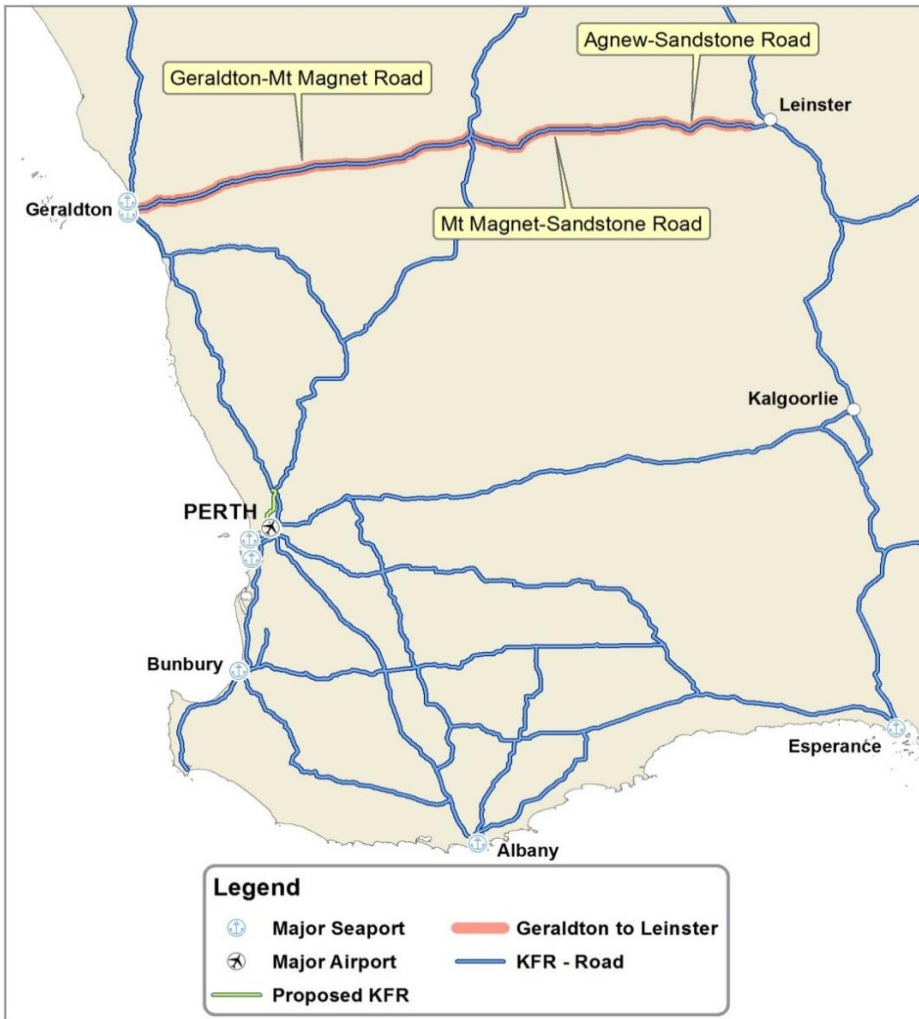 Agnew-Sandstone Road
Geraldton-Mt Magnet Road
Leinster
Geraldton
Mt Magnet-Sandstone Road
Kalgoorlie
PERTH
Bunbury
Esperance
Albany
Legend
Major Seaport
Geraldton to Leinster
Major Airport
KFR - Road
Proposed KFR